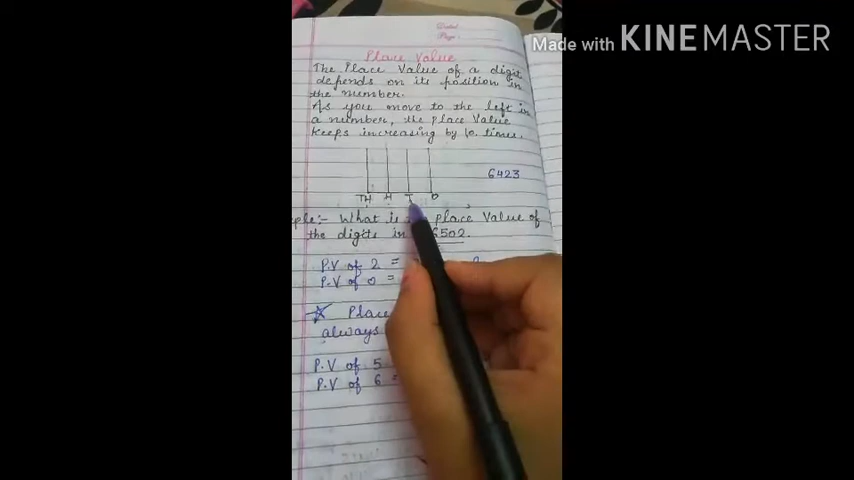 Dated
Page
Made with KINEMASTER
Place Value
The Place Value of a digit
depends on its position in
the number.
As you move to the left in
a number, the place Value
keeps increasing by 10 times.
6423
TH H T O
What is place Value of
the digits in 6502.
P.V of 2 =
P.V of 0 =
Place
always
P.V of 5
P.V of 6 =